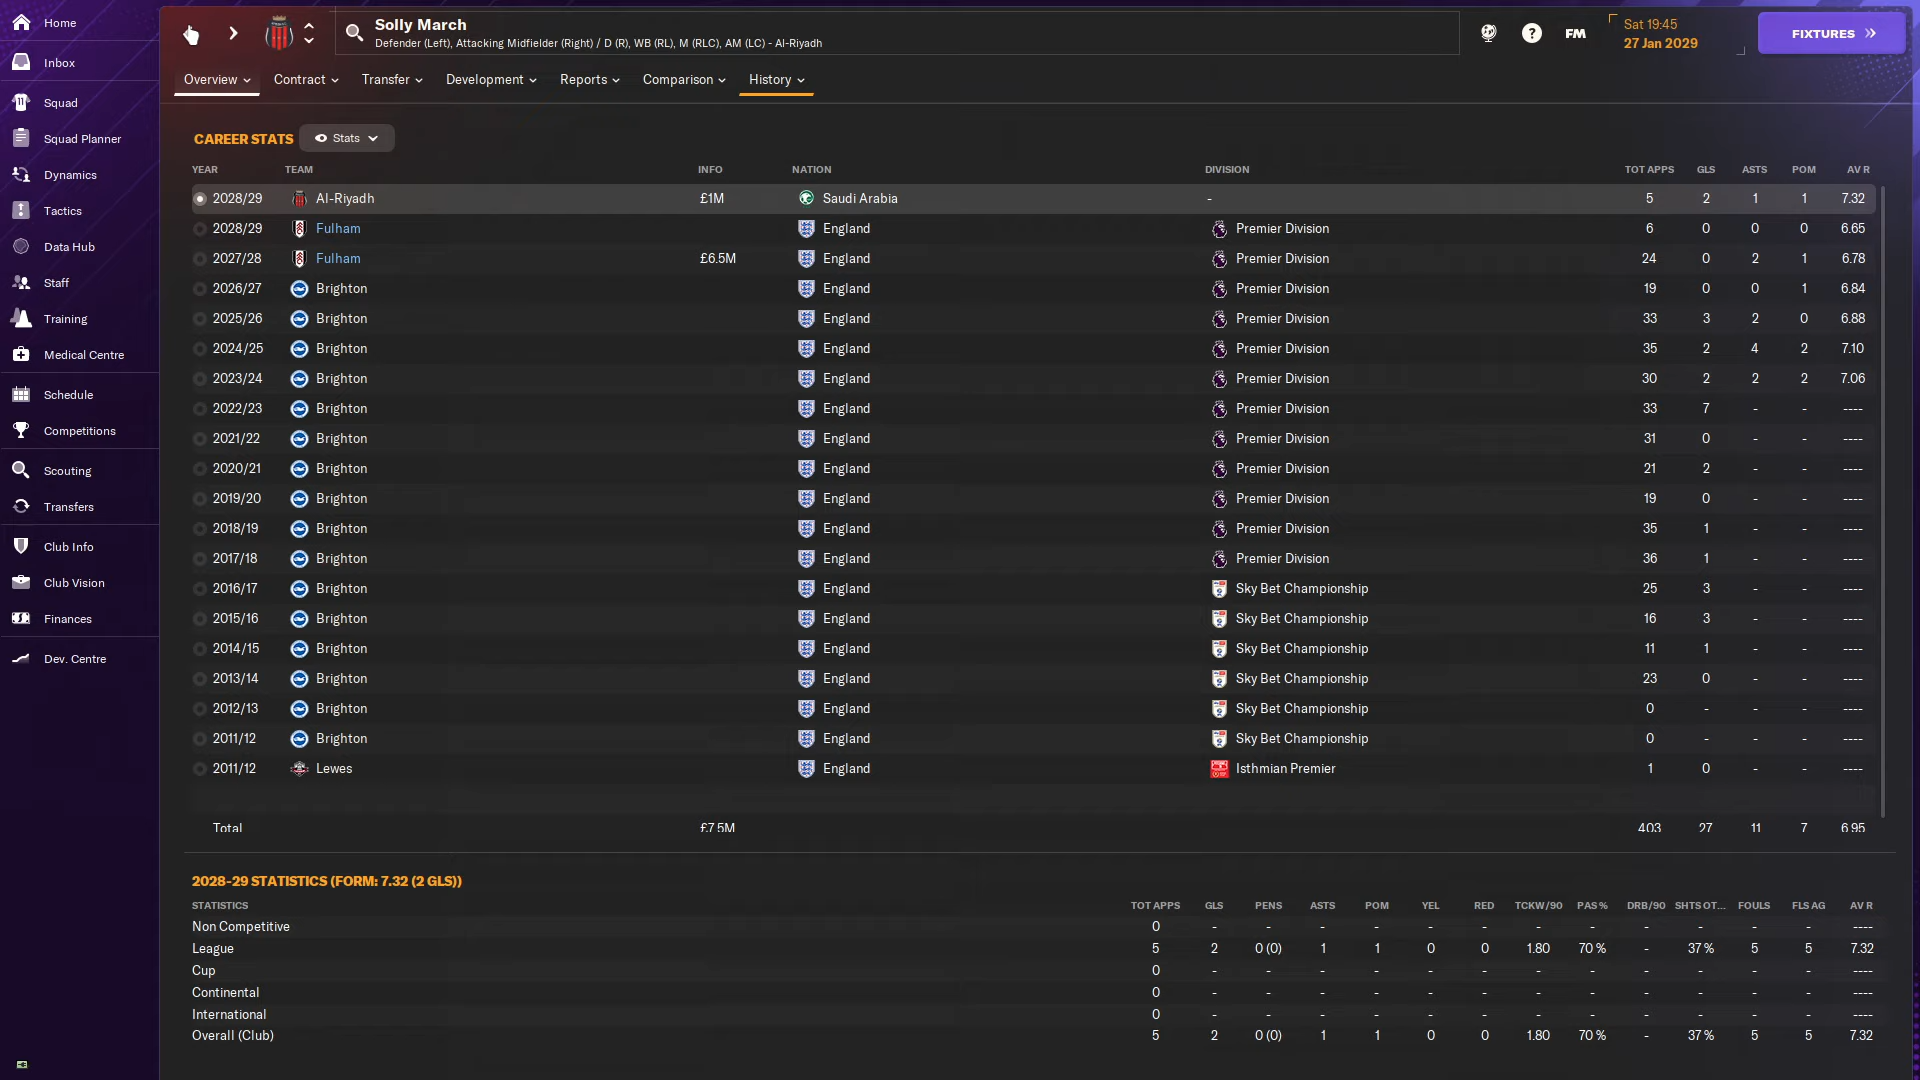 Home
Inbox
Squad
Squad Planner
Dynamics
Tactics
Data Hub
Staff
Training
Medical Centre
Schedule
Competitions
Scouting
Transfers
Club Info
Club Vision
Finances
Dev. Centre
Solly March
Defender (Left), Attacking Midfielder (Right) / D (R), WB (RL), M (RLC), AM (LC) - Al-Riyadh
? FM
Sat 19:45
27 Jan 2029
FIXTURES
Overview Contract Transfer Development Reports Comparison History
CAREER STATS Stats
YEAR TEAM INFO NATION DIVISION TOT APPS GLS ASTS POM AV R
2028/29 Al-Riyadh £1M Saudi Arabia - 5 2 1 1 7.32
2028/29 Fulham England Premier Division 6 0 0 0 6.65
2027/28 Fulham £6.5M England Premier Division 24 0 2 1 6.78
2026/27 Brighton England Premier Division 19 0 0 1 6.84
2025/26 Brighton England Premier Division 33 3 2 0 6.88
2024/25 Brighton England Premier Division 35 2 4 2 7.10
2023/24 Brighton England Premier Division 30 2 2 2 7.06
2022/23 Brighton England Premier Division 33 7 - - ----
2021/22 Brighton England Premier Division 31 0 - - ----
2020/21 Brighton England Premier Division 21 2 - - ----
2019/20 Brighton England Premier Division 19 0 - - ----
2018/19 Brighton England Premier Division 35 1 - - ----
2017/18 Brighton England Premier Division 36 1 - - ----
2016/17 Brighton England Sky Bet Championship 25 3 - - ----
2015/16 Brighton England Sky Bet Championship 16 3 - - ----
2014/15 Brighton England Sky Bet Championship 11 1 - - ----
2013/14 Brighton England Sky Bet Championship 23 0 - - ----
2012/13 Brighton England Sky Bet Championship 0 - - - ----
2011/12 Brighton England Sky Bet Championship 0 - - - ----
2011/12 Lewes England Isthmian Premier 1 0 - - ----
Total £7.5M 403 27 11 7 6.95
2028-29 STATISTICS (FORM: 7.32 (2 GLS))
STATISTICS TOT APPS GLS PENS ASTS POM YEL RED TCKW/90 PAS % DRB/90 SHTS OT... FOULS FLS AG AV R
Non Competitive 0 - - - - - - - - - - - - ----
League 5 2 0 (0) 1 1 0 0 1.80 70 % - 37 % 5 5 7.32
Cup 0 - - - - - - - - - - - - ----
Continental 0 - - - - - - - - - - - - ----
International 0 - - - - - - - - - - - - ----
Overall (Club) 5 2 0 (0) 1 1 0 0 1.80 70 % - 37 % 5 5 7.32